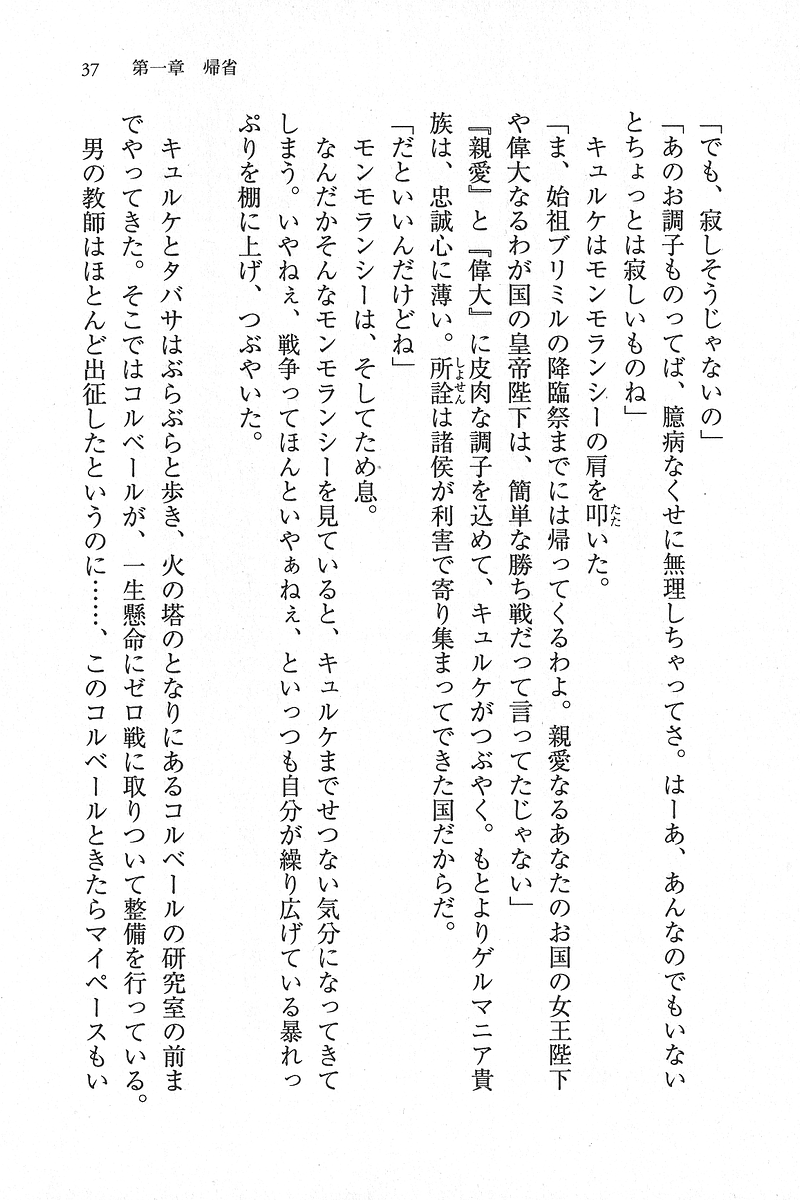 37　第一章　帰省
「でも、寂しそうじゃないの」
「あのお調子ものってば、臆病なくせに無理しちゃってさ。はーあ、あんなのでもいない
とちょっとは寂しいものね」
　キュルケはモンモランシーの肩を叩いた。
「ま、始祖ブリミルの降臨祭までには帰ってくるわよ。親愛なるあなたのお国の女王陛下
や偉大なるわが国の皇帝陛下は、簡単な勝ち戦だって言ってたじゃない」
『親愛』と『偉大』に皮肉な調子を込めて、キュルケがつぶやく。もとよりゲルマニア貴
族は、忠誠心に薄い。所詮は諸侯が利害で寄り集まってできた国だからだ。
「だといいんだけどね」
　モンモランシーは、そしてため息。
　なんだかそんなモンモランシーを見ていると、キュルケまでせつない気分になってきて
しまう。いやねぇ、戦争ってほんといやぁねぇ、といっつも自分が繰り広げている暴れっ
ぷりを棚に上げ、つぶやいた。
　キュルケとタバサはぶらぶらと歩き、火の塔のとなりにあるコルベールの研究室の前ま
でやってきた。そこではコルベールが、一生懸命にゼロ戦に取りついて整備を行っている。
　男の教師はほとんど出征したというのに……、このコルベールときたらマイペースもい